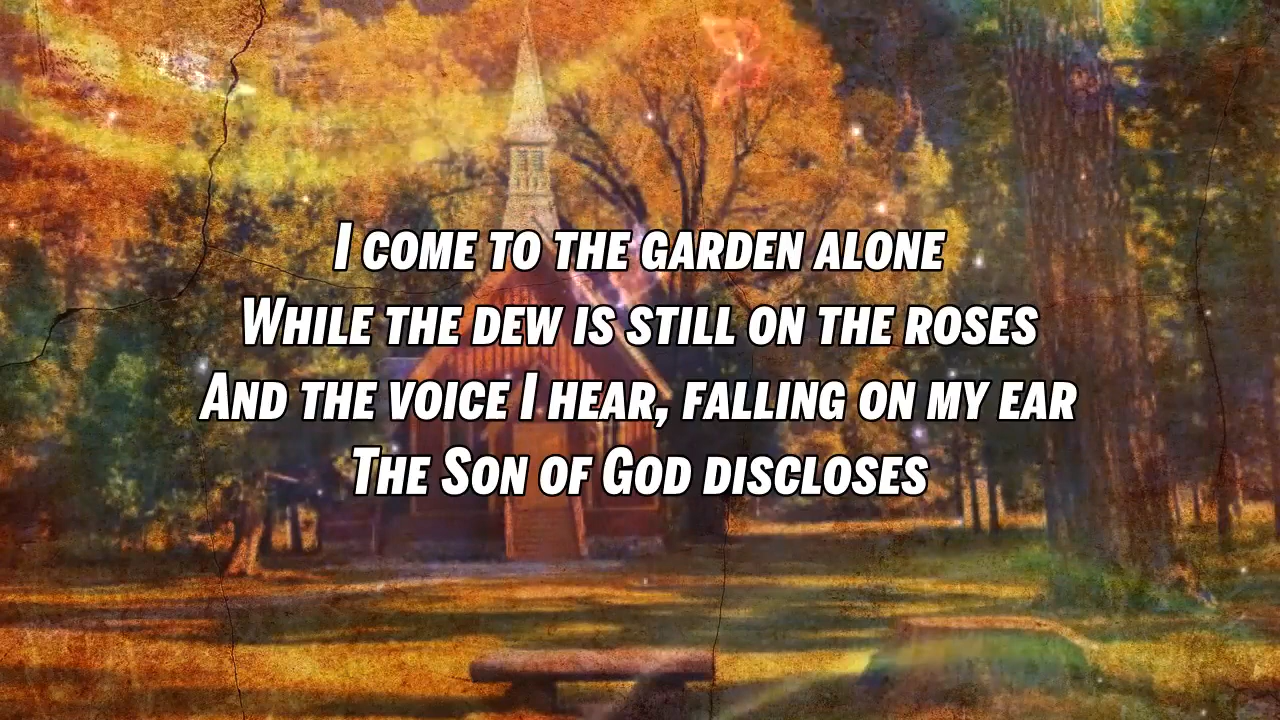 I come to the garden alone
While the dew is still on the roses
And the voice I hear, falling on my ear
The Son of God discloses